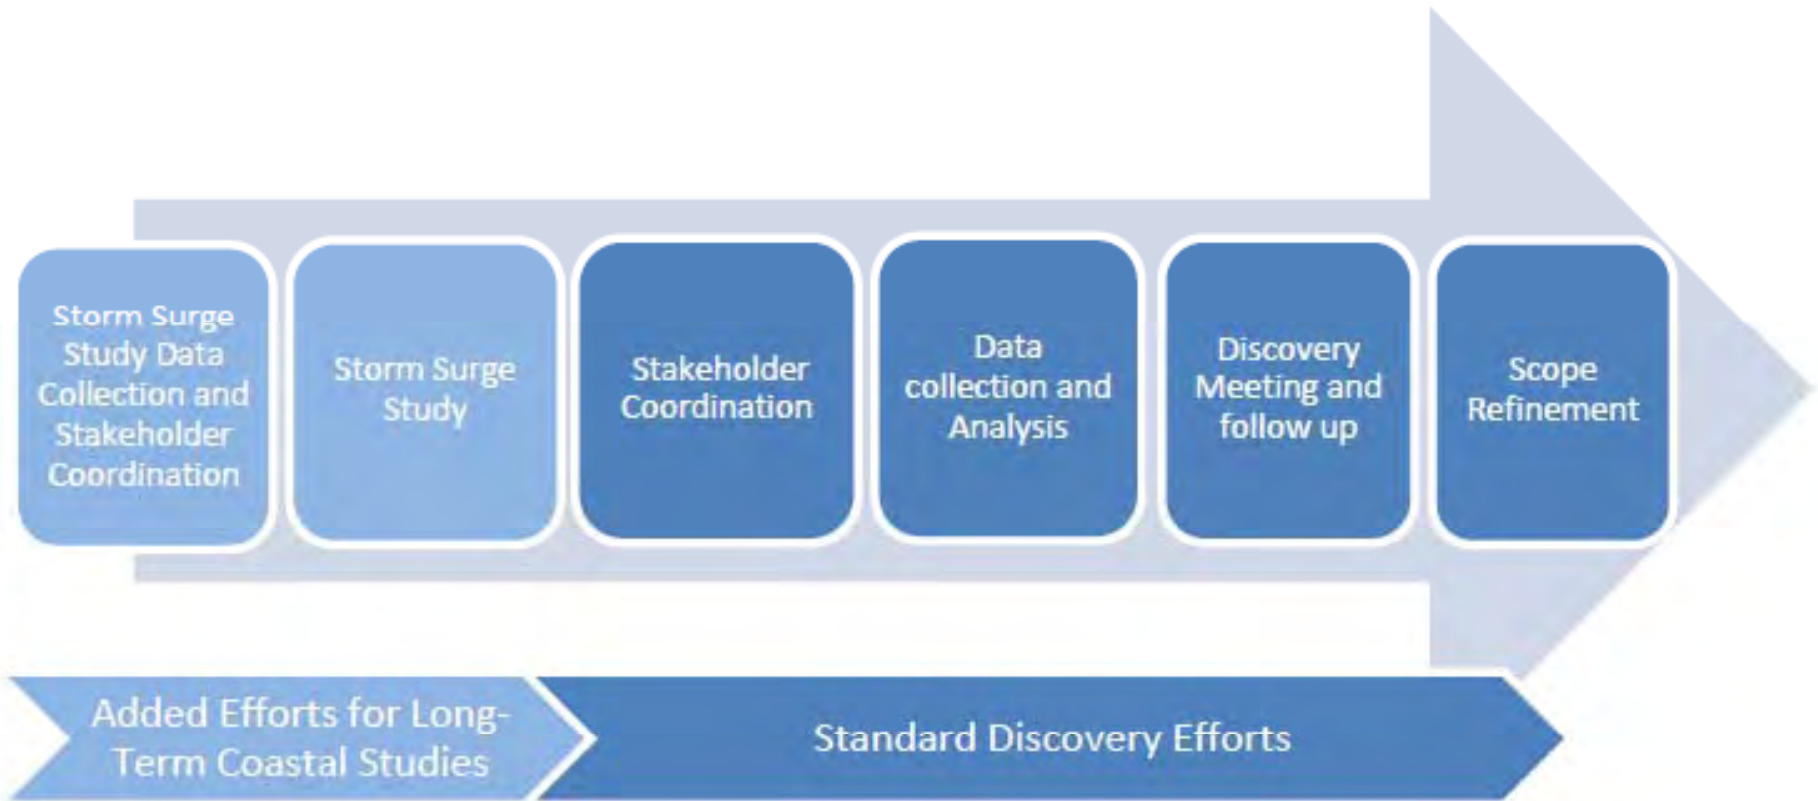 Storm Surge
Study Data
Collection and
Stakeholder
Coordination
Storm Surge
Study
Stakeholder
Coordination
Data
collection and
Analysis
Discovery
Meeting and
follow up
Scope
Refinement
Added Efforts for Long-
Term Coastal Studies
Standard Discovery Efforts